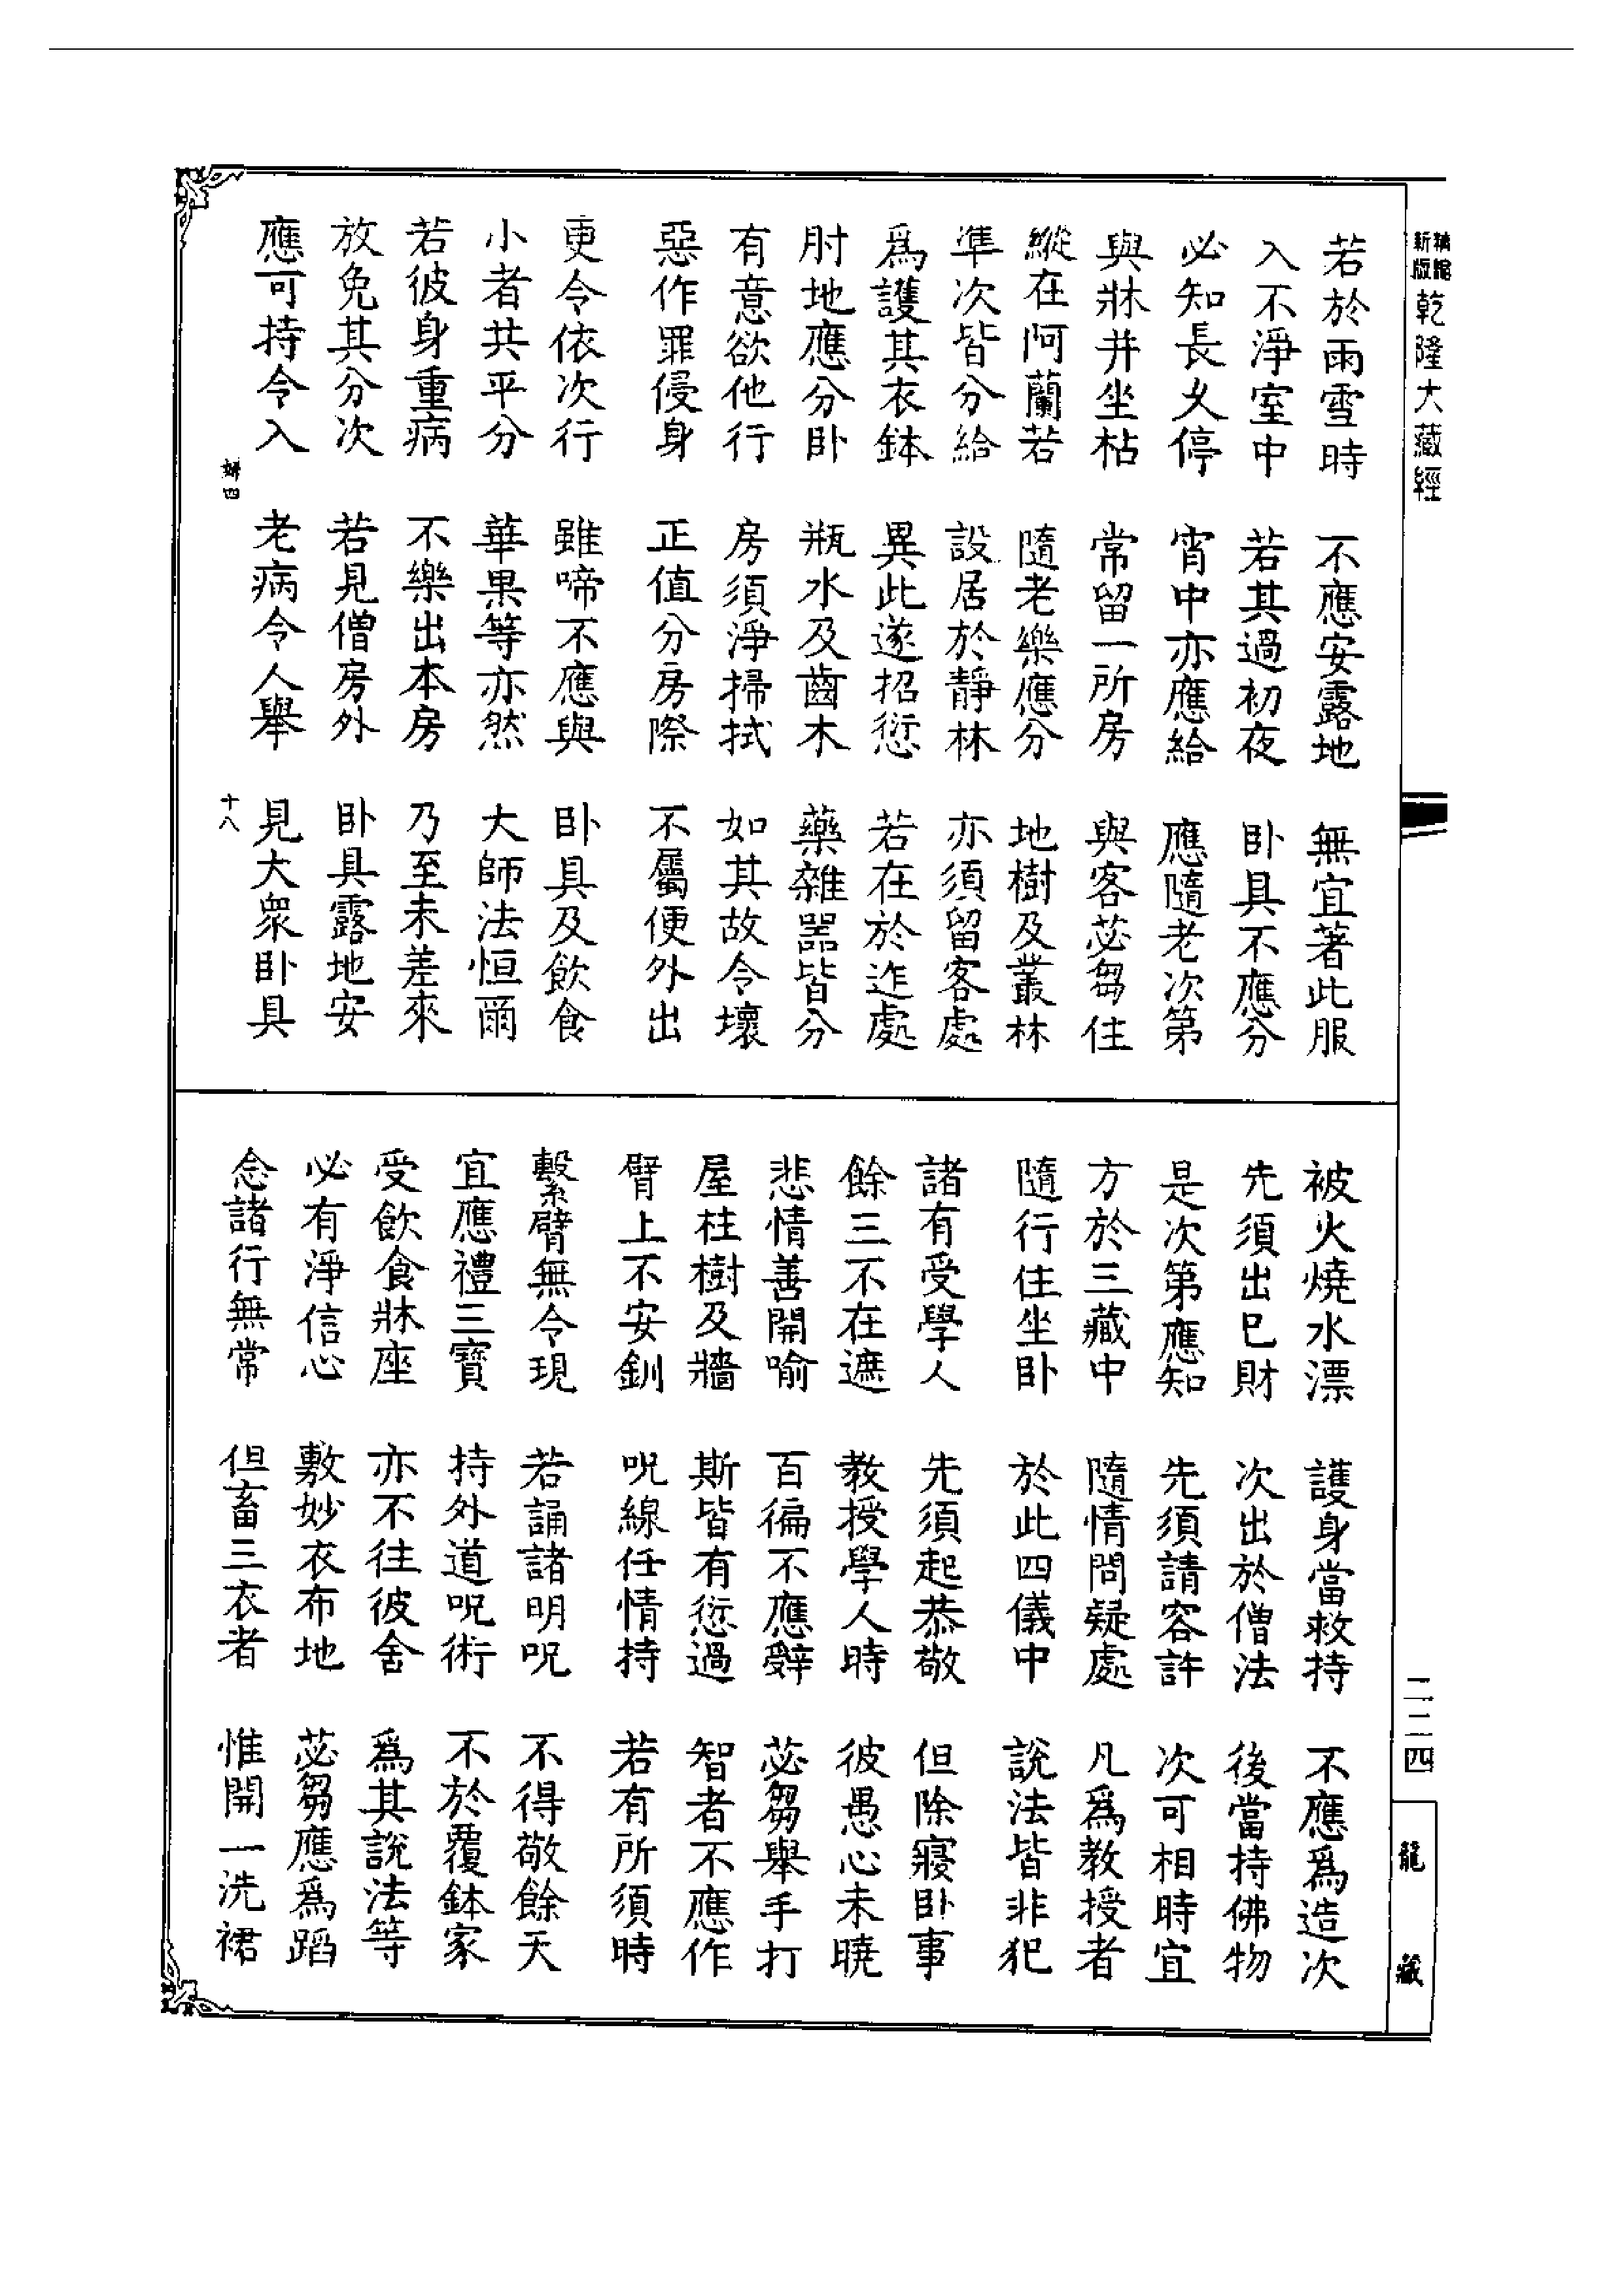 精縮新版乾隆大藏經
若於雨雪時　不應安露地　無宜著此服
入不淨室中　若其過初夜　卧具不應分
必知長夂停　宵中亦應給　應隨老次第
與牀并坐枯　常留一所房　與客苾芻住
縱在阿蘭若　隨老樂應分　地樹及叢林
準次皆分給　設居於靜林　亦須留客處
爲護其衣鉢　異此遂招愆　若在於迮處
肘地應分卧　瓶水及齒木　藥雜器皆分
有意欲他行　房須淨掃拭　如其故令壞
惡作罪侵身　正值分房際　不屬便外出
更令依次行　雖啼不應與　卧具及飲食
小者共平分　華果等亦然　大師法恒爾
若彼身重病　不樂出本房　乃至未差來
放免其分次　若見僧房外　卧具露地安
應可持令入　老病令人舉　見大衆卧具
四　十八
被火燒水漂　護身當救持　不應爲造次
先須出巳財　次出於僧法　後當持佛物
是次第應知　先須請容許　次可相時宜
方於三藏中　隨情問疑處　凡爲教授者
隨行住坐卧　於此四儀中　說法皆非犯
諸有受學人　先須起恭敬　但除寢卧事
餘三不在遮　教授學人時　彼愚心未曉
悲情善開喻　百徧不應辭　苾芻舉手打
屋柱樹及牆　斯皆有愆過　智者不應作
臂上不安釧　呪線任情持　若有所須時
繫臂無令現　若誦諸明呪　不得敬餘天
宜應禮三寶　持外道呪術　不於覆鉢家
受飲食牀座　亦不往彼舍　爲其說法等
必有淨信心　敷妙衣布地　苾芻應爲蹈
念諸行無常　但畜三衣者　惟開一洗裙
二二四
龍藏